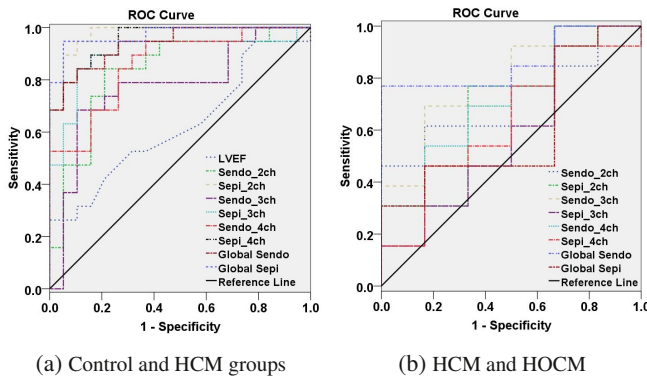 ROC Curve
1.0
0.8
0.6
0.4
0.2
0.0
Sensitivity
LVEF
Sendo_2ch
Sepi_2ch
Sendo_3ch
Sepi_3ch
Sendo_4ch
Sepi_4ch
Global Sendo
Global Sepi
Reference Line
0.0 0.2 0.4 0.6 0.8 1.0
1 - Specificity
(a) Control and HCM groups
ROC Curve
1.0
0.8
0.6
0.4
0.2
0.0
Sensitivity
Sendo_2ch
Sepi_2ch
Sendo_3ch
Sepi_3ch
Sendo_4ch
Sepi_4ch
Global Sendo
Global Sepi
Reference Line
0.0 0.2 0.4 0.6 0.8 1.0
1 - Specificity
(b) HCM and HOCM